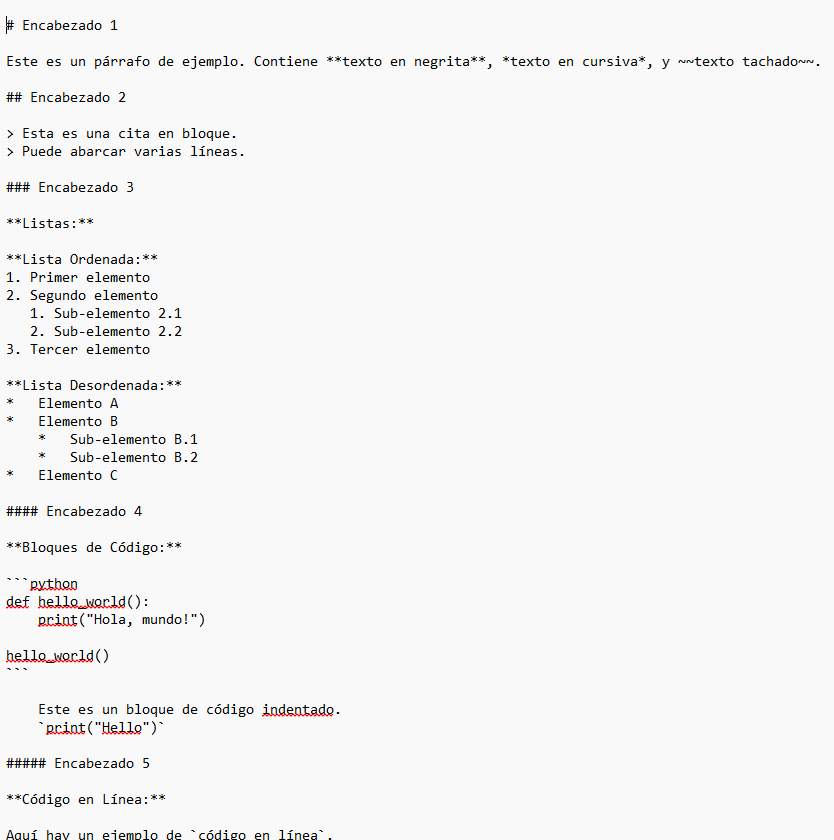 # Encabezado 1
Este es un párrafo de ejemplo. Contiene **texto en negrita**, *texto en cursiva*, y ~~texto tachado~~.
## Encabezado 2
> Esta es una cita en bloque.
> Puede abarcar varias líneas.
### Encabezado 3
**Listas:**
**Lista Ordenada:**
1. Primer elemento
2. Segundo elemento
   1. Sub-elemento 2.1
   2. Sub-elemento 2.2
3. Tercer elemento
**Lista Desordenada:**
*   Elemento A
*   Elemento B
    *   Sub-elemento B.1
    *   Sub-elemento B.2
*   Elemento C
#### Encabezado 4
**Bloques de Código:**
```python
def hello_world():
    print("Hola, mundo!")
hello_world()
```
    Este es un bloque de código indentado.
    `print("Hello")`
##### Encabezado 5
**Código en Línea:**
Aquí hay un ejemplo de `código en línea`.